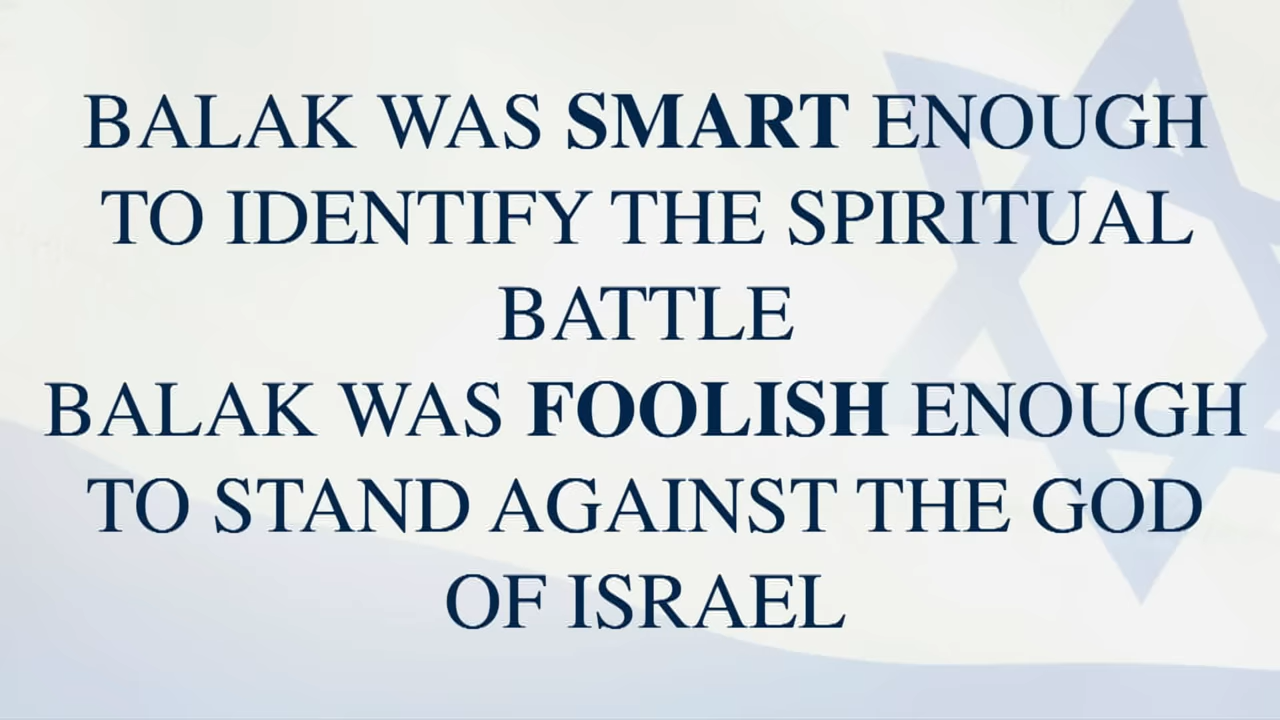 BALAK WAS SMART ENOUGH
TO IDENTIFY THE SPIRITUAL
BATTLE
BALAK WAS FOOLISH ENOUGH
TO STAND AGAINST THE GOD
OF ISRAEL